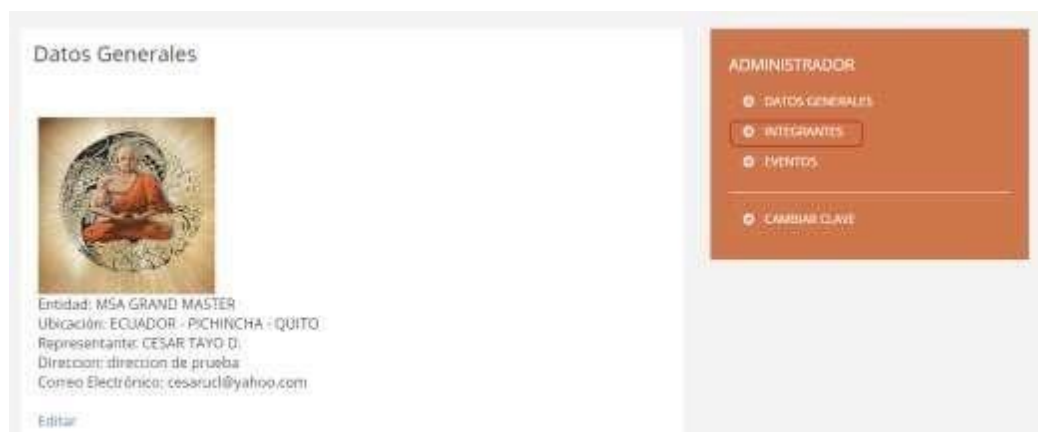 Datos Generales
Entidad: MSA GRAND MASTER
Ubicación: ECUADOR - PICHINCHA - QUITO
Representante: CESAR TAYO D.
Direccion: direccion de prueba
Correo Electrónico: cesarucl@yahoo.com
Editar
ADMINISTRADOR
DATOS GENERALES
INTEGRANTES
EVENTOS
CAMBIAR CLAVE